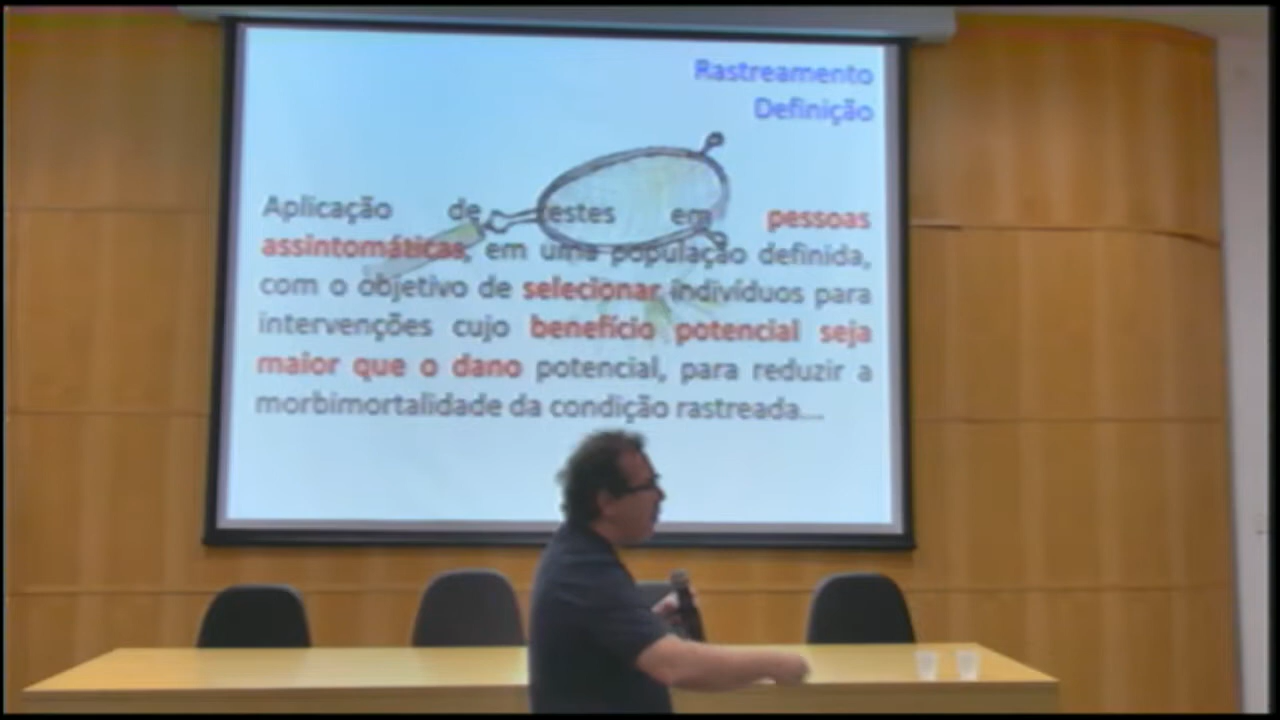 Rastreamento
Definição
Aplicação de testes em pessoas
assintomáticas, em uma população definida,
com o objetivo de selecionar indivíduos para
intervenções cujo benefício potencial seja
maior que o dano potencial, para reduzir a
morbimortalidade da condição rastreada...